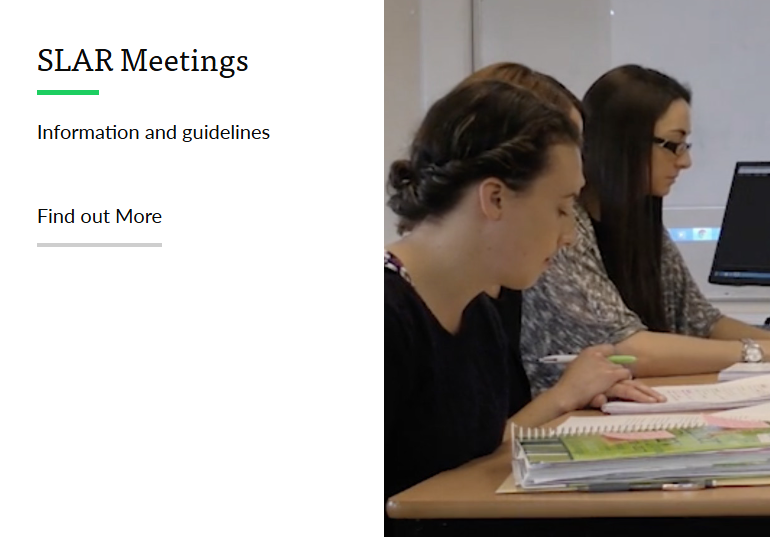 SLAR Meetings
Information and guidelines
Find out More